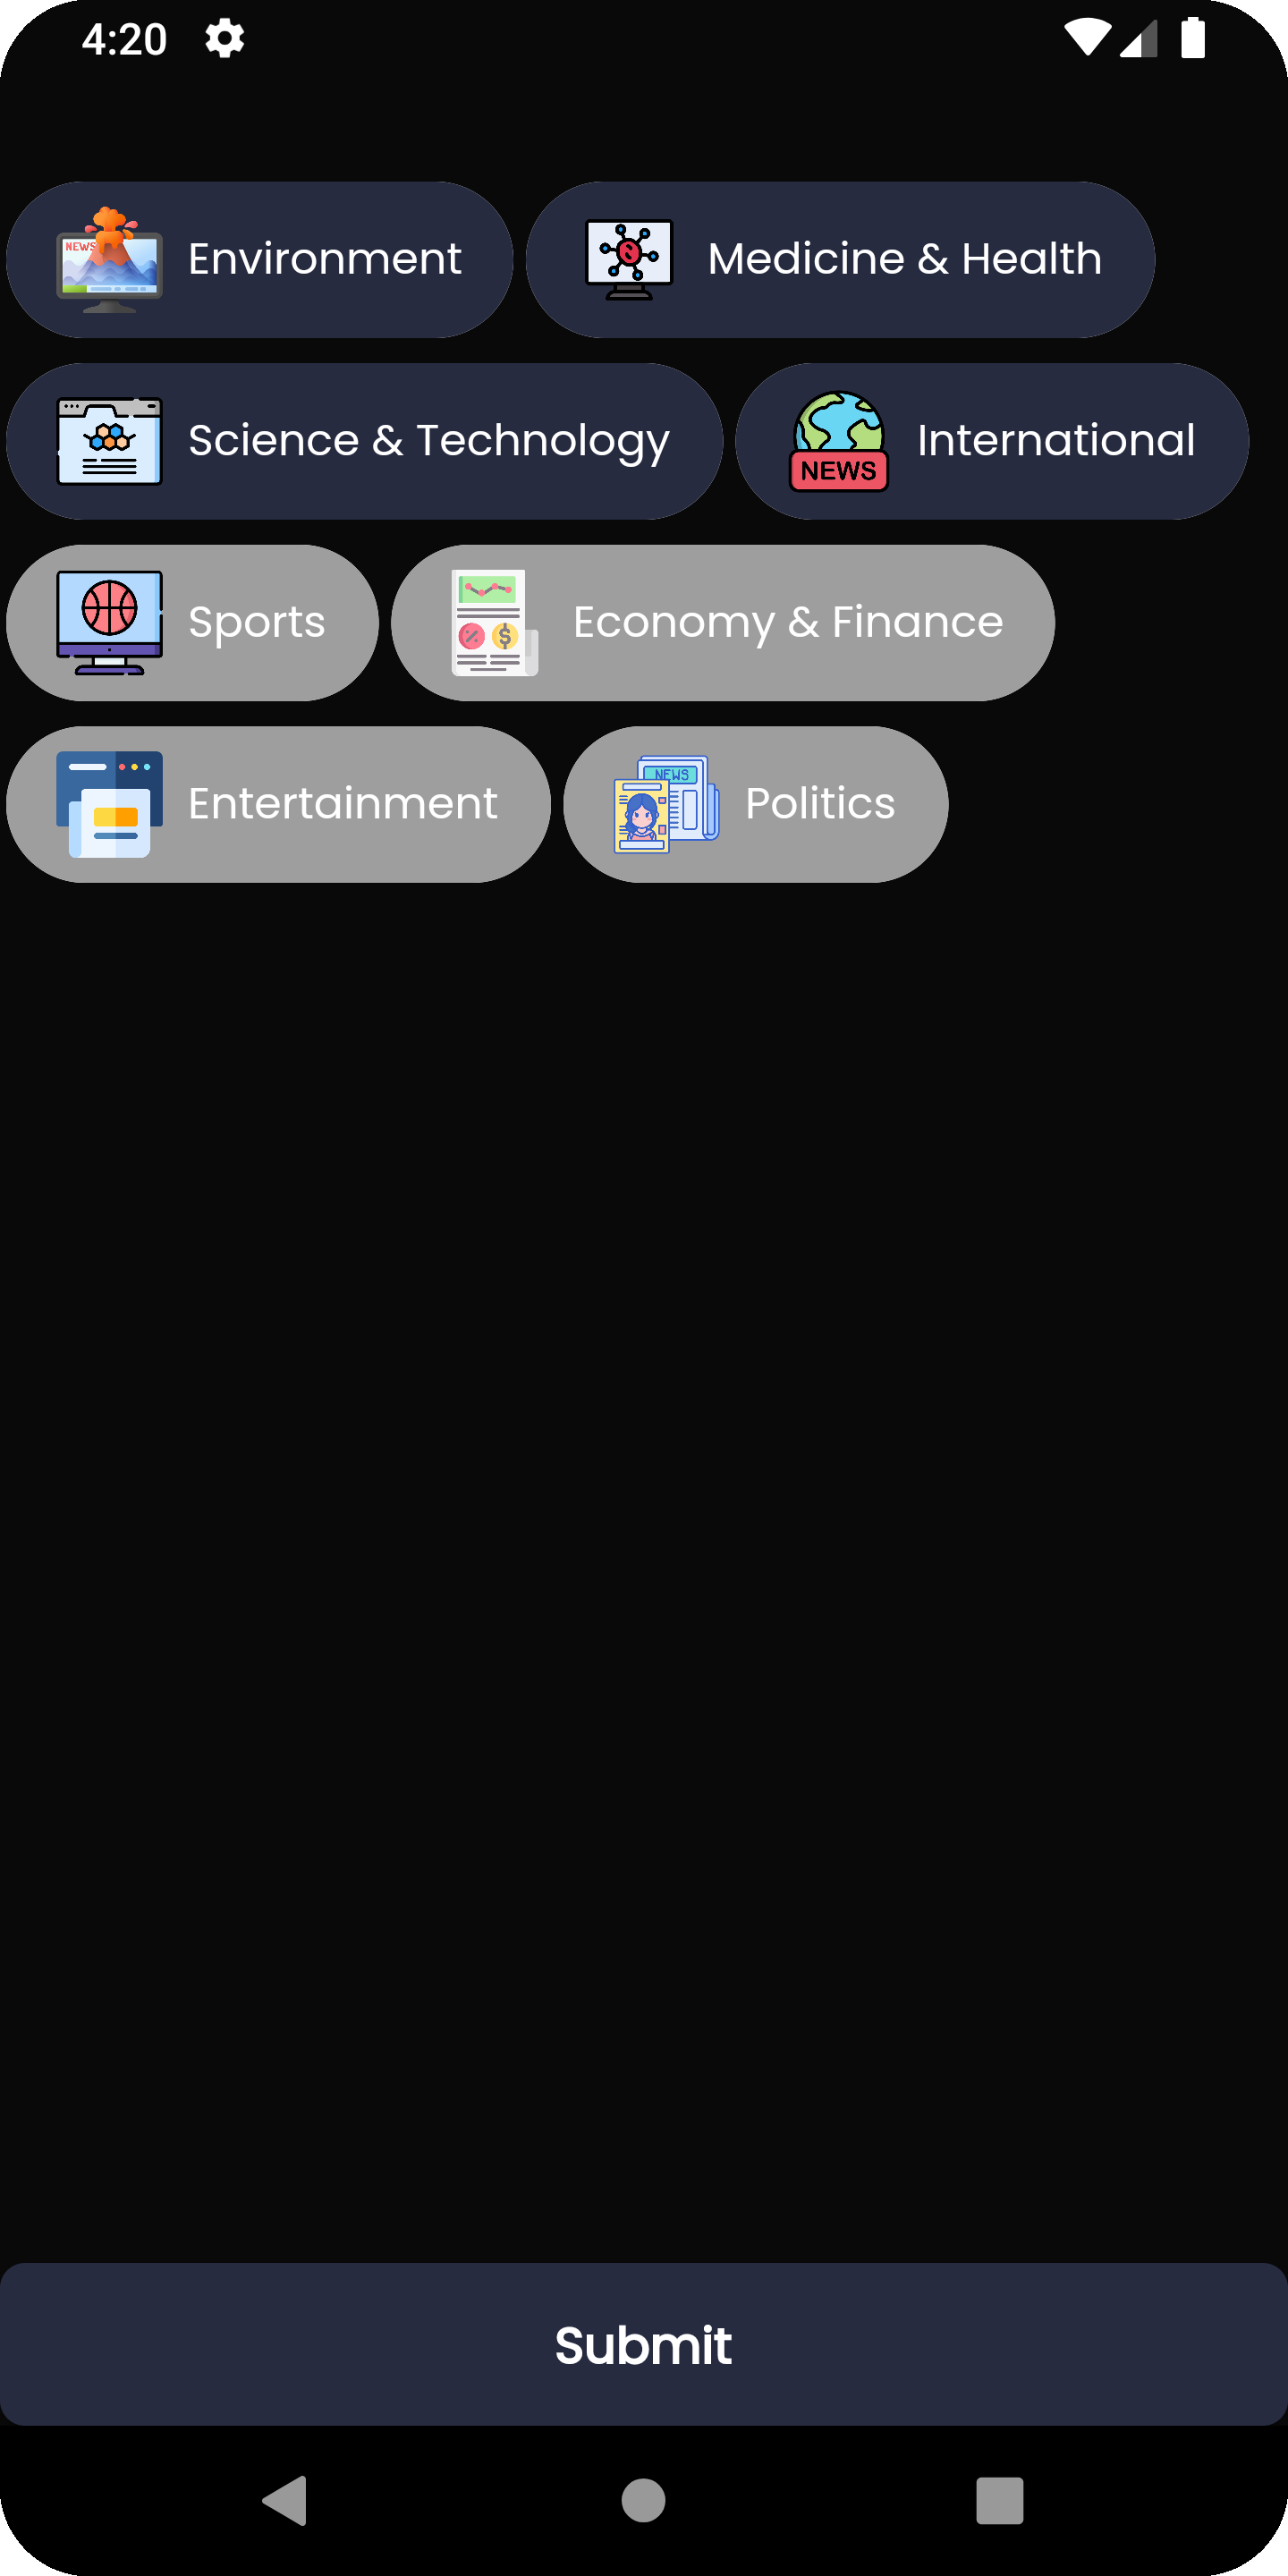 4:20
NEWS
Environment
Medicine & Health
Science & Technology
NEWS
International
Sports
$
Economy & Finance
Entertainment
NEWS
Politics
Submit